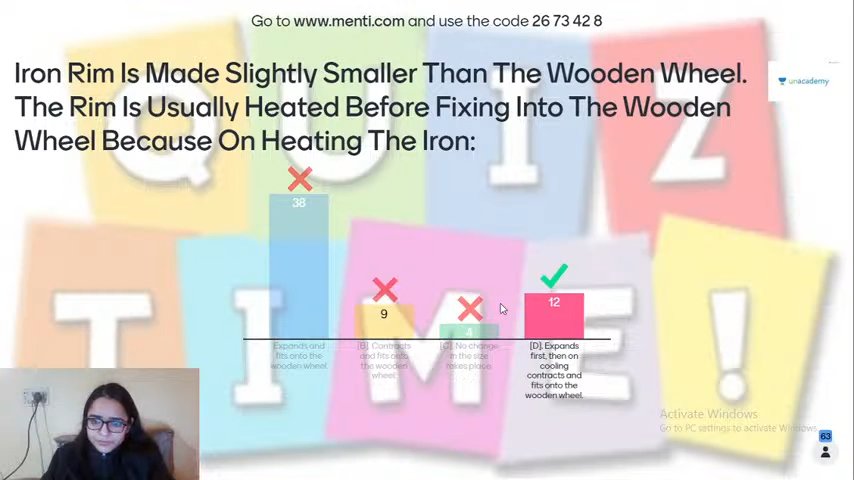 Go to www.menti.com and use the code 26 73 42 8
Iron Rim Is Made Slightly Smaller Than The Wooden Wheel.
The Rim Is Usually Heated Before Fixing Into The Wooden
Wheel Because On Heating The Iron:
unacademy
QUIZ
TIME!
38
9
4
12
Expands and
fits onto the
wooden wheel.
[B]. Contracts
and fits onto
the wooden
wheel.
[C]. No change
in the size
takes place.
[D]. Expands
first, then on
cooling
contracts and
fits onto the
wooden wheel.
Activate Windows
Go to PC settings to activate Windows.
63